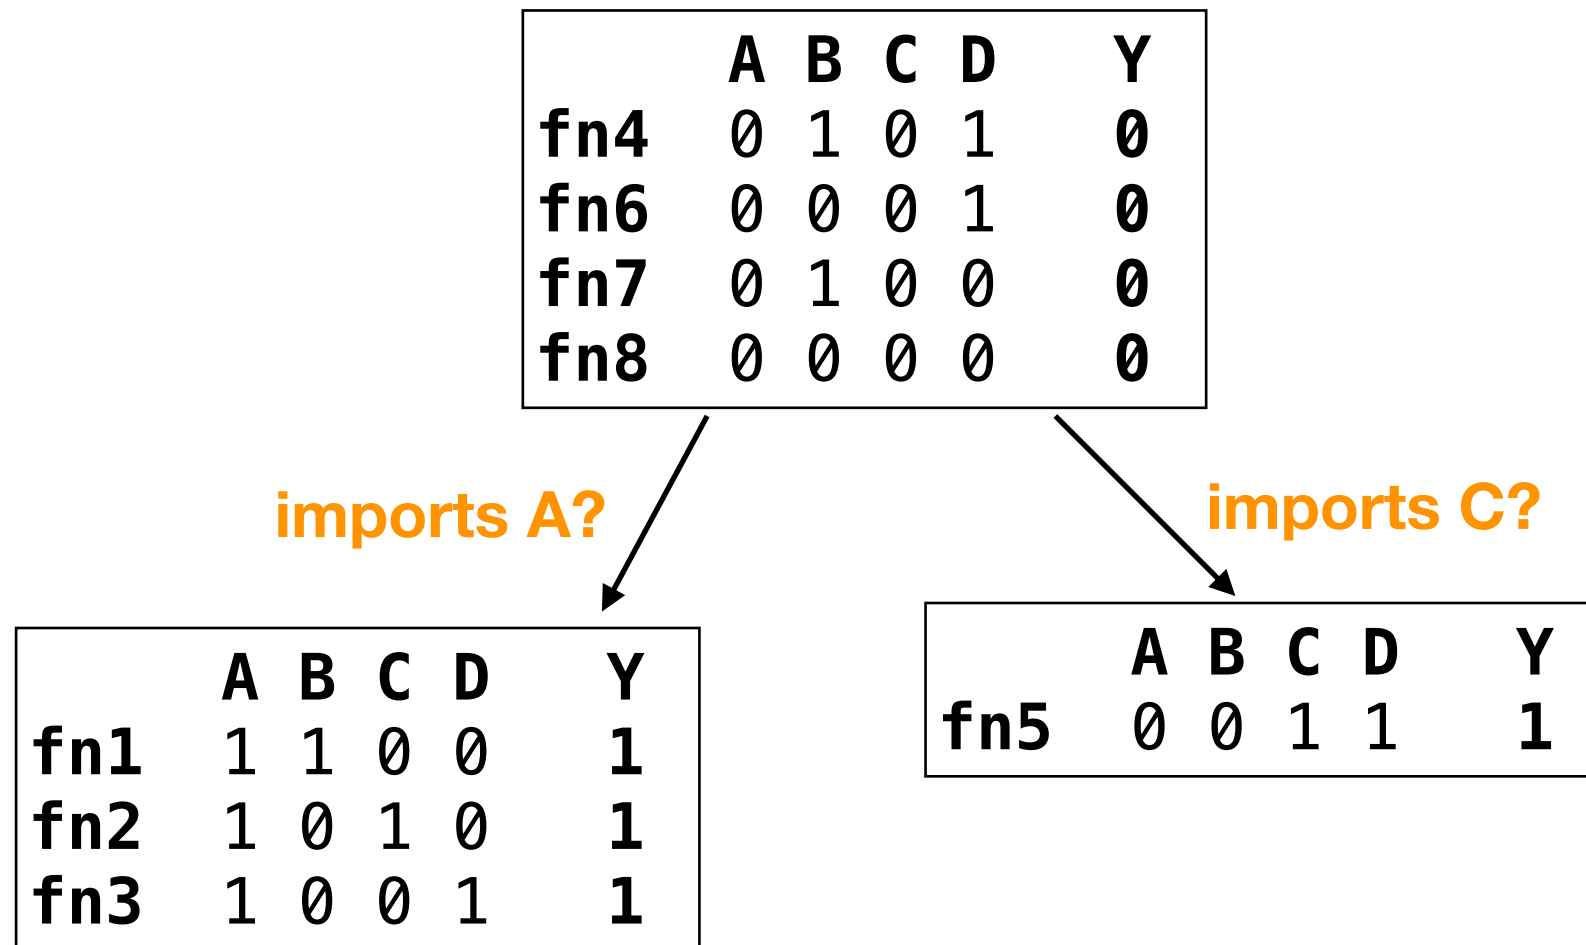 A B C D Y
fn4 0 1 0 1 0
fn6 0 0 0 1 0
fn7 0 1 0 0 0
fn8 0 0 0 0 0
imports A?
imports C?
A B C D Y
fn1 1 1 0 0 1
fn2 1 0 1 0 1
fn3 1 0 0 1 1
A B C D Y
fn5 0 0 1 1 1